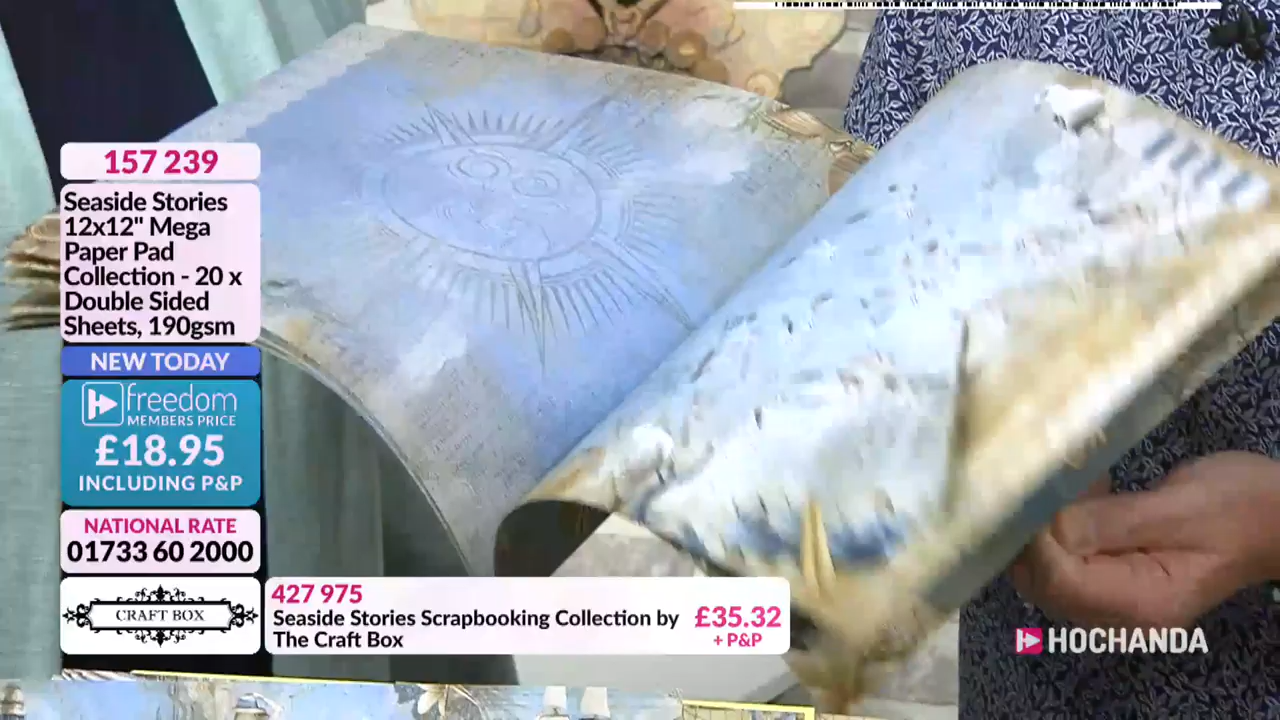 157 239
Seaside Stories
12x12" Mega
Paper Pad
Collection - 20 x
Double Sided
Sheets, 190gsm
NEW TODAY
freedom
MEMBERS PRICE
£18.95
INCLUDING P&P
NATIONAL RATE
01733 60 2000
CRAFT BOX
427 975
Seaside Stories Scrapbooking Collection by
The Craft Box
£35.32
+ P&P
HOCHANDA